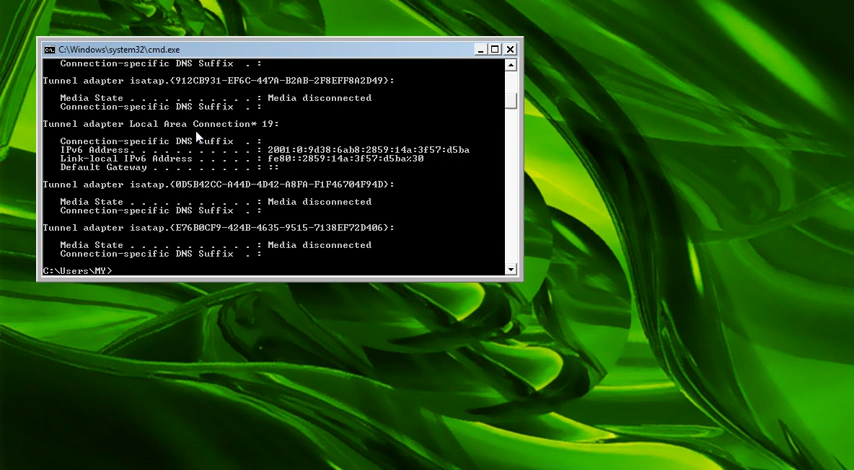 C:\Windows\system32\cmd.exe
Connection-specific DNS Suffix  . :
Tunnel adapter isatap.{912CB931-EF6C-447A-B2AB-2F8EFF8A2D49}:
Media State . . . . . . . . . . . : Media disconnected
Connection-specific DNS Suffix  . :
Tunnel adapter Local Area Connection* 19:
Connection-specific DNS Suffix  . :
IPv6 Address. . . . . . . . . . . : 2001:0:9d38:6ab8:2859:14a:3f57:d5ba
Link-local IPv6 Address . . . . . : fe80::2859:14a:3f57:d5ba%30
Default Gateway . . . . . . . . . : ::
Tunnel adapter isatap.{0D5B42CC-A44D-4D42-A8FA-F1F46704F94D}:
Media State . . . . . . . . . . . : Media disconnected
Connection-specific DNS Suffix  . :
Tunnel adapter isatap.{E76B0CF9-424B-4635-9515-7138EF72D406}:
Media State . . . . . . . . . . . : Media disconnected
Connection-specific DNS Suffix  . :
C:\Users\MY>